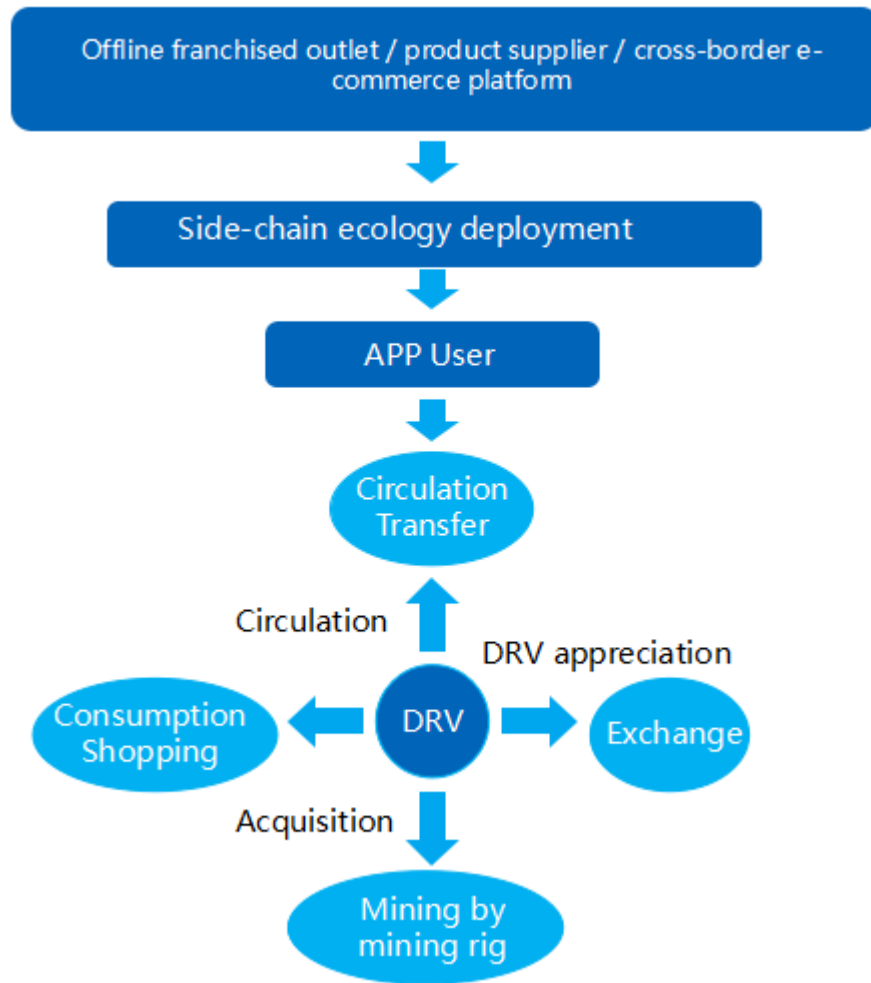 Offline franchised outlet / product supplier / cross-border e-
commerce platform
Side-chain ecology deployment
APP User
Circulation
Transfer
Circulation
DRV appreciation
Consumption
Shopping
DRV
Exchange
Acquisition
Mining by
mining rig